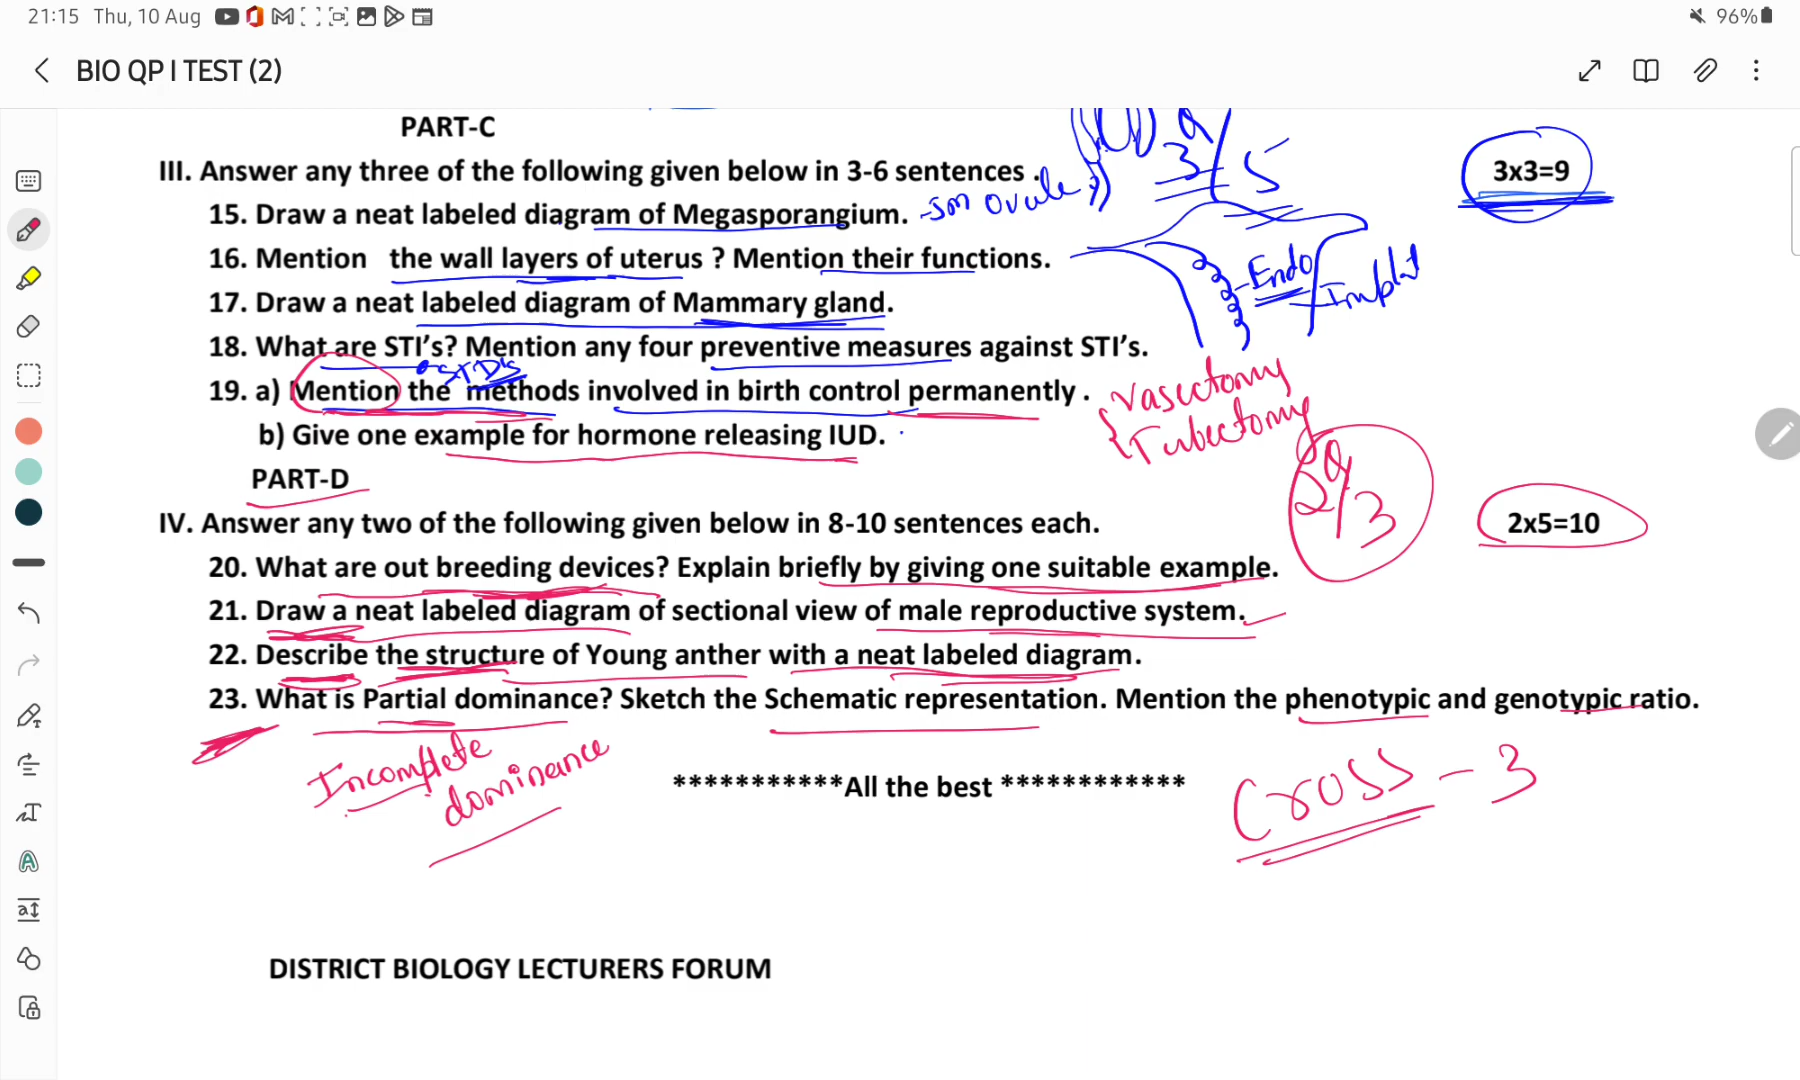 21:15 Thu, 10 Aug
96%
BIO QP I TEST (2)
PART-C
III. Answer any three of the following given below in 3-6 sentences .
3/5
3x3=9
15. Draw a neat labeled diagram of Megasporangium.
ovule
16. Mention the wall layers of uterus ? Mention their functions.
Endo
17. Draw a neat labeled diagram of Mammary gland.
18. What are STI's? Mention any four preventive measures against STI's.
STDs
19. a) Mention the methods involved in birth control permanently .
Vasectomy
Tubectomy
b) Give one example for hormone releasing IUD.
PART-D
2Q/3
IV. Answer any two of the following given below in 8-10 sentences each.
2x5=10
20. What are out breeding devices? Explain briefly by giving one suitable example.
21. Draw a neat labeled diagram of sectional view of male reproductive system.
22. Describe the structure of Young anther with a neat labeled diagram.
23. What is Partial dominance? Sketch the Schematic representation. Mention the phenotypic and genotypic ratio.
Incomplete
dominance
***********All the best ************
Cross - 3
DISTRICT BIOLOGY LECTURERS FORUM